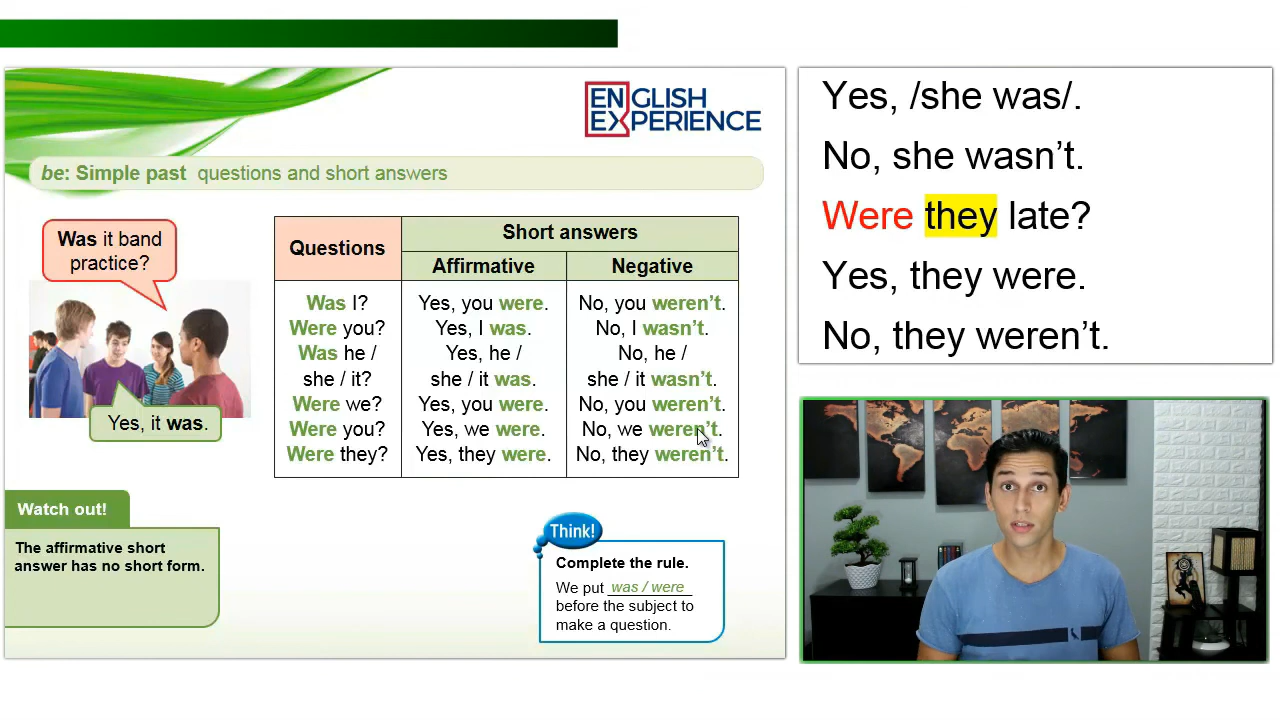 ENGLISH
EXPERIENCE
be: Simple past questions and short answers
Was it band
practice?
Yes, it was.
Questions
Short answers
Affirmative Negative
Was I? Yes, you were. No, you weren't.
Were you? Yes, I was. No, I wasn't.
Was he / Yes, he / No, he /
she / it? she / it was. she / it wasn't.
Were we? Yes, you were. No, you weren't.
Were you? Yes, we were. No, we weren't.
Were they? Yes, they were. No, they weren't.
Watch out!
The affirmative short
answer has no short form.
Think!
Complete the rule.
We put was / were
before the subject to
make a question.
Yes, /she was/.
No, she wasn't.
Were they late?
Yes, they were.
No, they weren't.